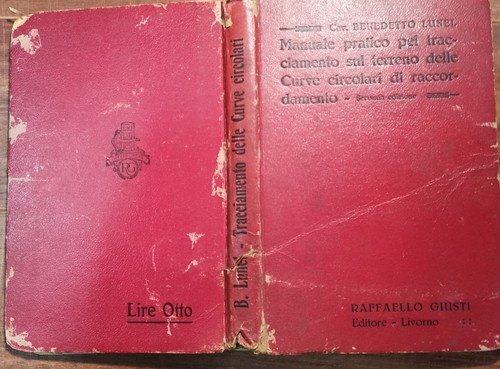 Cav. BENEDETTO LUNEL
Manuale pratico pel trac-
ciamento sul terreno delle
Curve circolari di raccor-
damento - Seconda edizione
RAFFAELLO GIUSTI
Editore - Livorno
B. Lunel - Tracciamento delle Curve circolari
RG
Lire Otto